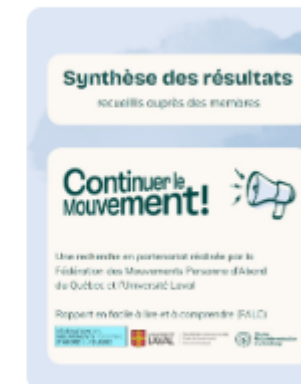 Synthèse des résultats
recueillis auprès des membres
Continuer le
Mouvement!
Une recherche en partenariat réalisée par la
Fédération des Mouvements Personne d'Abord
du Québec et l'Université Laval
Rapport en facile à lire et à comprendre (FALC)
UNIVERSITÉ
LAVAL